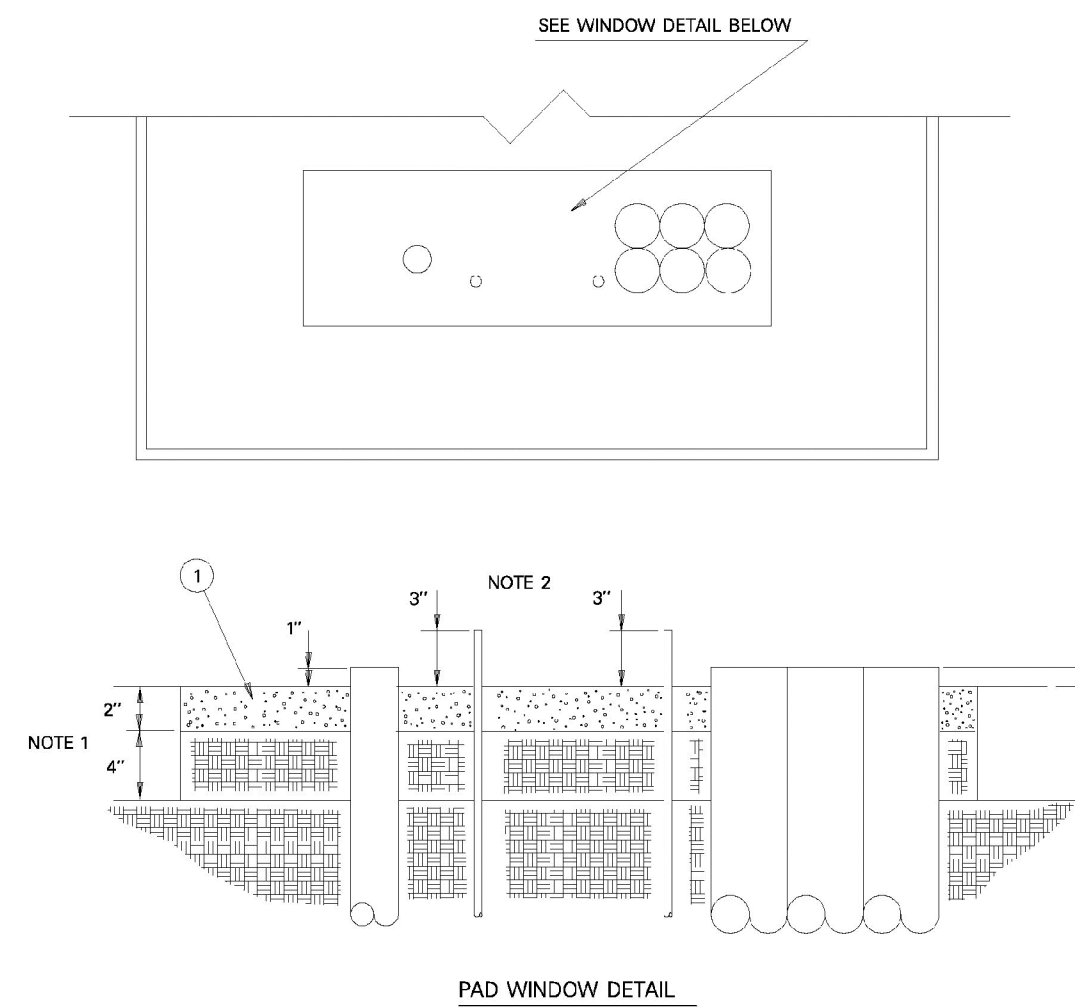 SEE WINDOW DETAIL BELOW
1
NOTE 2
3"
3"
1"
2"
NOTE 1
4"
PAD WINDOW DETAIL